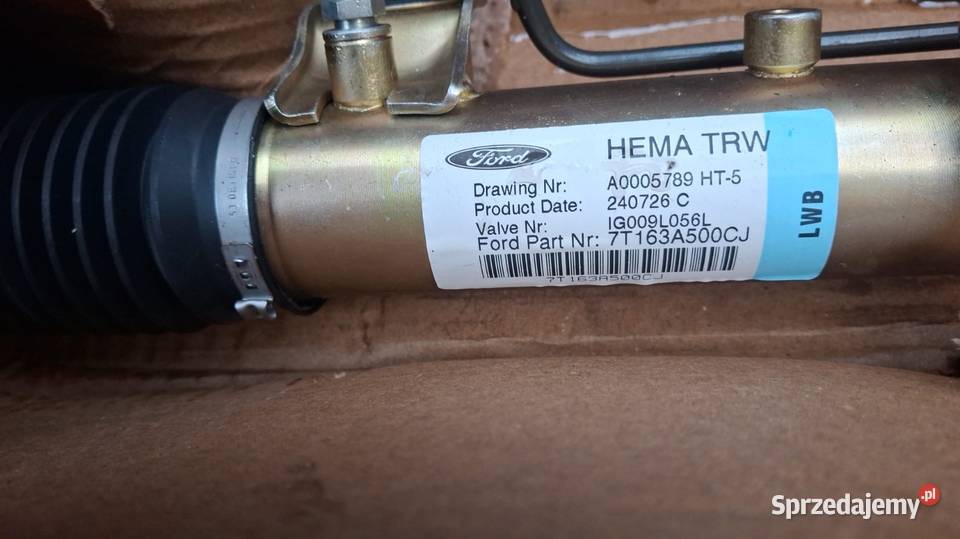 Ford HEMA TRW
Drawing Nr: A0005789 HT-5
Product Date: 240726 C
Valve Nr: IG009L056L
Ford Part Nr: 7T163A500CJ
7T163A500CJ
LWB
Sprzedajemy.pl